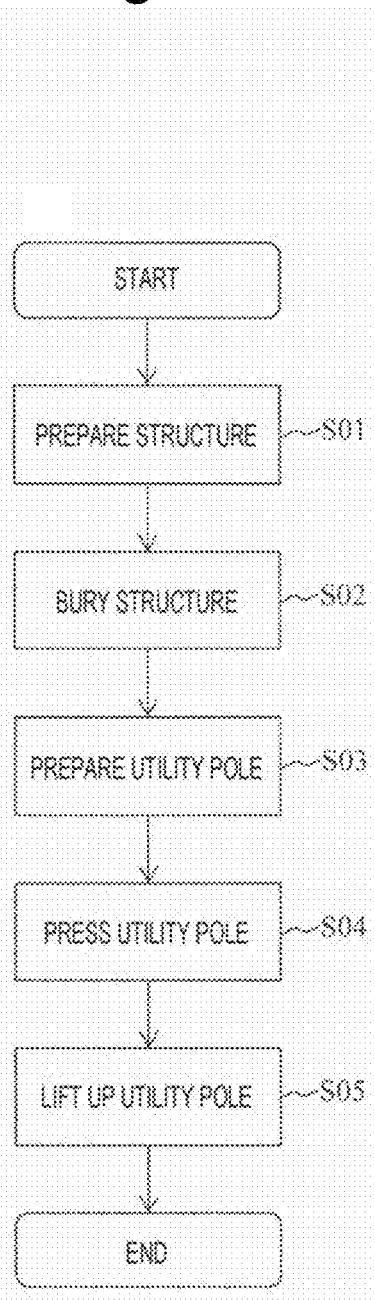 START
PREPARE STRUCTURE
S01
BURY STRUCTURE
S02
PREPARE UTILITY POLE
S03
PRESS UTILITY POLE
S04
LIFT UP UTILITY POLE
S05
END